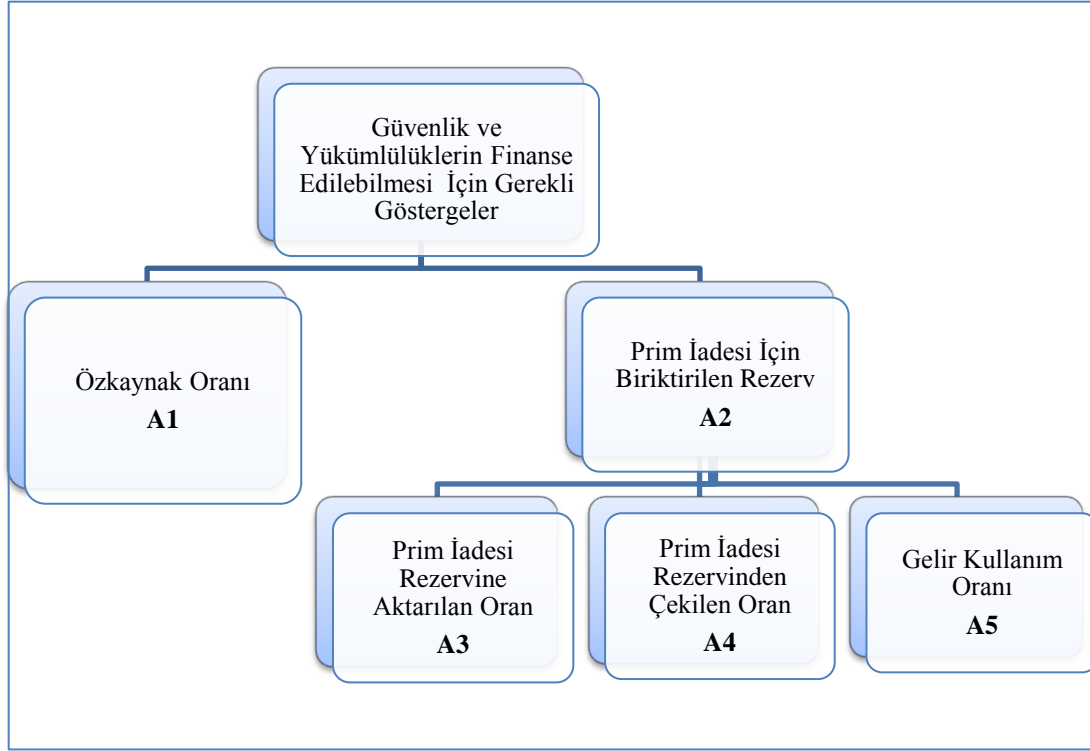 Güvenlik ve
Yükümlülüklerin Finanse
Edilebilmesi İçin Gerekli
Göstergeler
Özkaynak Oranı
A1
Prim İadesi İçin
Biriktirilen Rezerv
A2
Prim İadesi
Rezervine
Aktarılan Oran
A3
Prim İadesi
Rezervinden
Çekilen Oran
A4
Gelir Kullanım
Oranı
A5